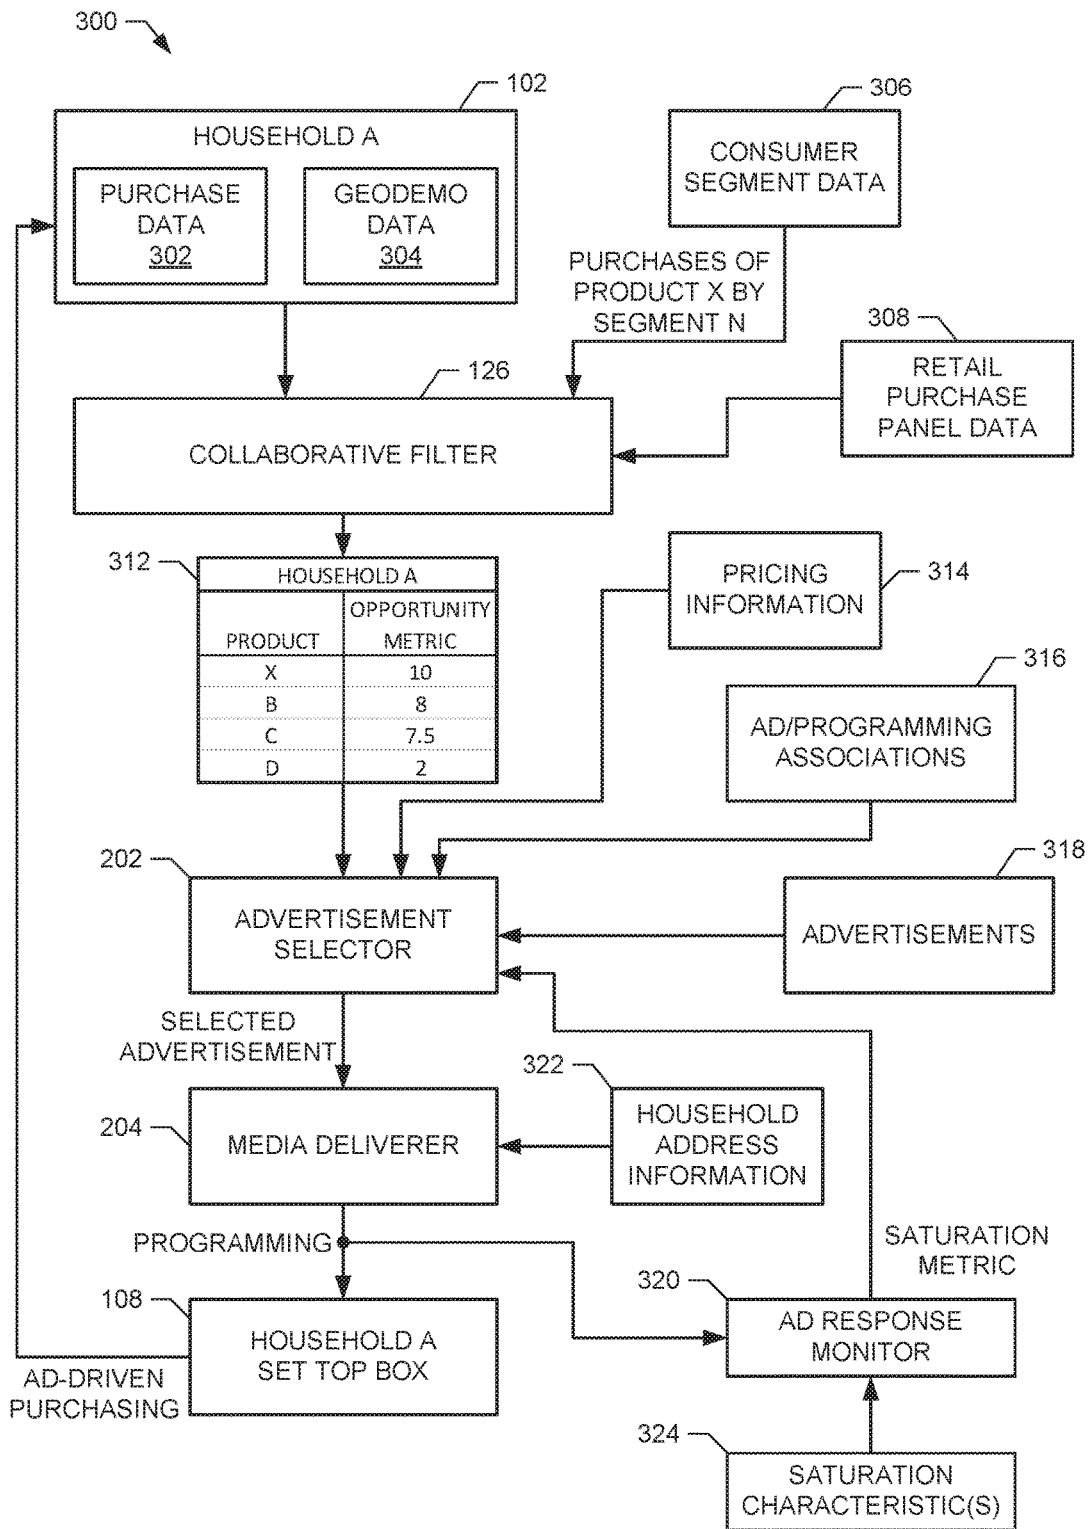 300
102
HOUSEHOLD A
PURCHASE
DATA
302
GEODEMO
DATA
304
306
CONSUMER
SEGMENT DATA
PURCHASES OF
PRODUCT X BY
SEGMENT N
308
RETAIL
PURCHASE
PANEL DATA
126
COLLABORATIVE FILTER
312
HOUSEHOLD A
PRODUCT
OPPORTUNITY
METRIC
X 10
B 8
C 7.5
D 2
PRICING
INFORMATION
314
316
AD/PROGRAMMING
ASSOCIATIONS
202
ADVERTISEMENT
SELECTOR
318
ADVERTISEMENTS
SELECTED
ADVERTISEMENT
322
HOUSEHOLD
ADDRESS
INFORMATION
204
MEDIA DELIVERER
PROGRAMMING
SATURATION
METRIC
108
HOUSEHOLD A
SET TOP BOX
320
AD RESPONSE
MONITOR
AD-DRIVEN
PURCHASING
324
SATURATION
CHARACTERISTIC(S)